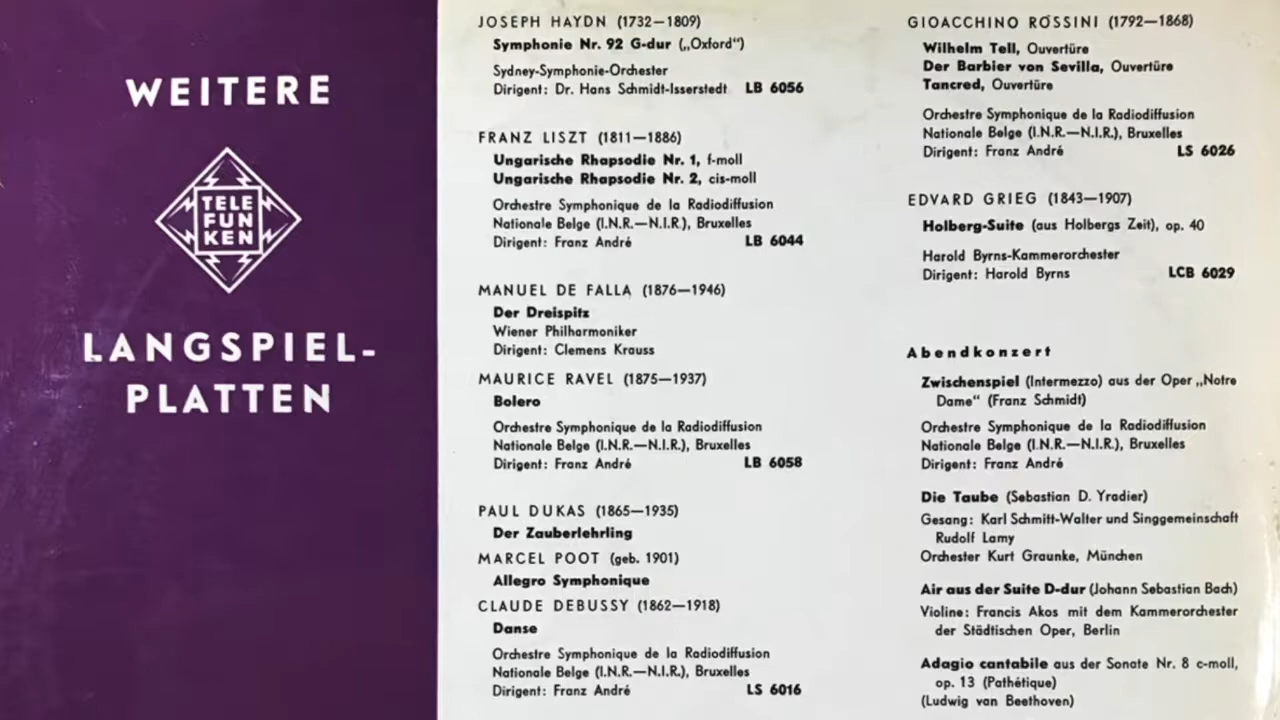 WEITERE
TELE
FUN
KEN
LANGSPIEL-
PLATTEN
JOSEPH HAYDN (1732—1809)
Symphonie Nr. 92 G-dur („Oxford“)
Sydney-Symphonie-Orchester
Dirigent: Dr. Hans Schmidt-Isserstedt LB 6056
FRANZ LISZT (1811—1886)
Ungarische Rhapsodie Nr. 1, f-moll
Ungarische Rhapsodie Nr. 2, cis-moll
Orchestre Symphonique de la Radiodiffusion
Nationale Belge (I.N.R.—N.I.R.), Bruxelles
Dirigent: Franz André LB 6044
MANUEL DE FALLA (1876—1946)
Der Dreispitz
Wiener Philharmoniker
Dirigent: Clemens Krauss
MAURICE RAVEL (1875—1937)
Bolero
Orchestre Symphonique de la Radiodiffusion
Nationale Belge (I.N.R.—N.I.R.), Bruxelles
Dirigent: Franz André LB 6058
PAUL DUKAS (1865—1935)
Der Zauberlehrling
MARCEL POOT (geb. 1901)
Allegro Symphonique
CLAUDE DEBUSSY (1862—1918)
Danse
Orchestre Symphonique de la Radiodiffusion
Nationale Belge (I.N.R.—N.I.R.), Bruxelles
Dirigent: Franz André LS 6016
GIOACCHINO ROSSINI (1792—1868)
Wilhelm Tell, Ouvertüre
Der Barbier von Sevilla, Ouvertüre
Tancred, Ouvertüre
Orchestre Symphonique de la Radiodiffusion
Nationale Belge (I.N.R.—N.I.R.), Bruxelles
Dirigent: Franz André LS 6026
EDVARD GRIEG (1843—1907)
Holberg-Suite (aus Holbergs Zeit), op. 40
Harold Byrns-Kammerorchester
Dirigent: Harold Byrns LCB 6029
Abendkonzert
Zwischenspiel (Intermezzo) aus der Oper „Notre
Dame“ (Franz Schmidt)
Orchestre Symphonique de la Radiodiffusion
Nationale Belge (I.N.R.—N.I.R.), Bruxelles
Dirigent: Franz André
Die Taube (Sebastian D. Yradier)
Gesang: Karl Schmitt-Walter und Singgemeinschaft
Rudolf Lamy
Orchester Kurt Graunke, München
Air aus der Suite D-dur (Johann Sebastian Bach)
Violine: Francis Akos mit dem Kammerorchester
der Städtischen Oper, Berlin
Adagio cantabile aus der Sonate Nr. 8 c-moll,
op. 13 (Pathétique)
(Ludwig van Beethoven)